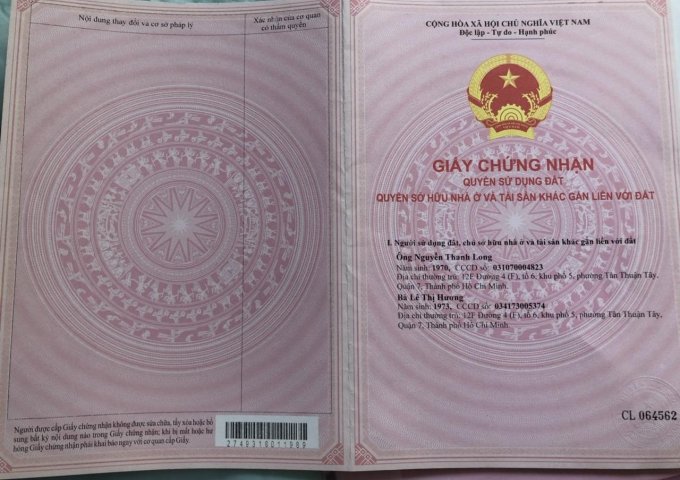 Nội dung thay đổi và cơ sở pháp lý
Xác nhận của cơ quan
có thẩm quyền
Người được cấp Giấy chứng nhận không được sửa chữa, tẩy xóa hoặc bổ
sung bất kỳ nội dung nào trong Giấy chứng nhận; khi bị mất hoặc hư
hỏng Giấy chứng nhận phải khai báo ngay với cơ quan cấp Giấy.
2749318011989
CỘNG HÒA XÃ HỘI CHỦ NGHĨA VIỆT NAM
Độc lập - Tự do - Hạnh phúc
GIẤY CHỨNG NHẬN
QUYỀN SỬ DỤNG ĐẤT
QUYỀN SỞ HỮU NHÀ Ở VÀ TÀI SẢN KHÁC GẮN LIỀN VỚI ĐẤT
I. Người sử dụng đất, chủ sở hữu nhà ở và tài sản khác gắn liền với đất
Ông Nguyễn Thanh Long
Năm sinh: 1970, CCCD số: 031070004823
Địa chỉ thường trú: 12F Đường 4 (F), tổ 6, khu phố 5, phường Tân Thuận Tây,
Quận 7, Thành phố Hồ Chí Minh.
Bà Lê Thị Hương
Năm sinh: 1973, CCCD số: 034173005374
Địa chỉ thường trú: 12F Đường 4 (F), tổ 6, khu phố 5, phường Tân Thuận Tây,
Quận 7, Thành phố Hồ Chí Minh
CL 064562